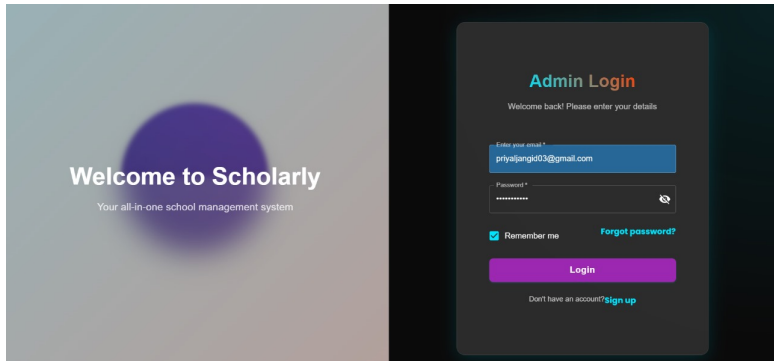 Welcome to Scholarly
Your all-in-one school management system
Admin Login
Welcome back! Please enter your details
Enter your email *
priyaljangid03@gmail.com
Password *
•••••••••••
Remember me
Forgot password?
Login
Don't have an account?Sign up